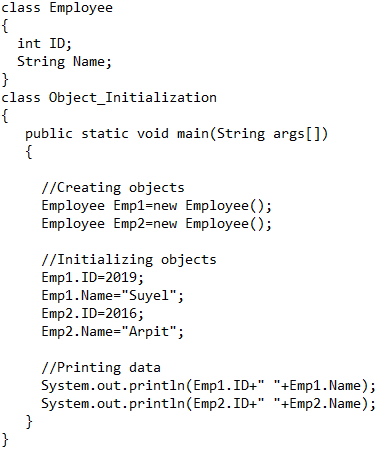 class Employee
{
  int ID;
  String Name;
}
class Object_Initialization
{
   public static void main(String args[])
   {

     //Creating objects
     Employee Emp1=new Employee();
     Employee Emp2=new Employee();

     //Initializing objects
     Emp1.ID=2019;
     Emp1.Name="Suyel";
     Emp2.ID=2016;
     Emp2.Name="Arpit";

     //Printing data
     System.out.println(Emp1.ID+" "+Emp1.Name);
     System.out.println(Emp2.ID+" "+Emp2.Name);
   }
}